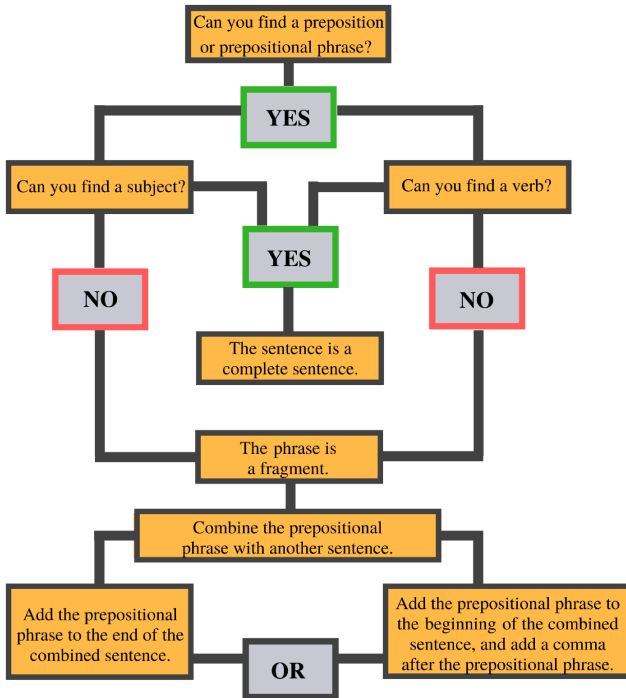 Can you find a preposition
or prepositional phrase?
YES
Can you find a subject?
Can you find a verb?
YES
NO
NO
The sentence is a
complete sentence.
The phrase is
a fragment.
Combine the prepositional
phrase with another sentence.
Add the prepositional
phrase to the end of the
combined sentence.
Add the prepositional phrase to
the beginning of the combined
sentence, and add a comma
after the prepositional phrase.
OR